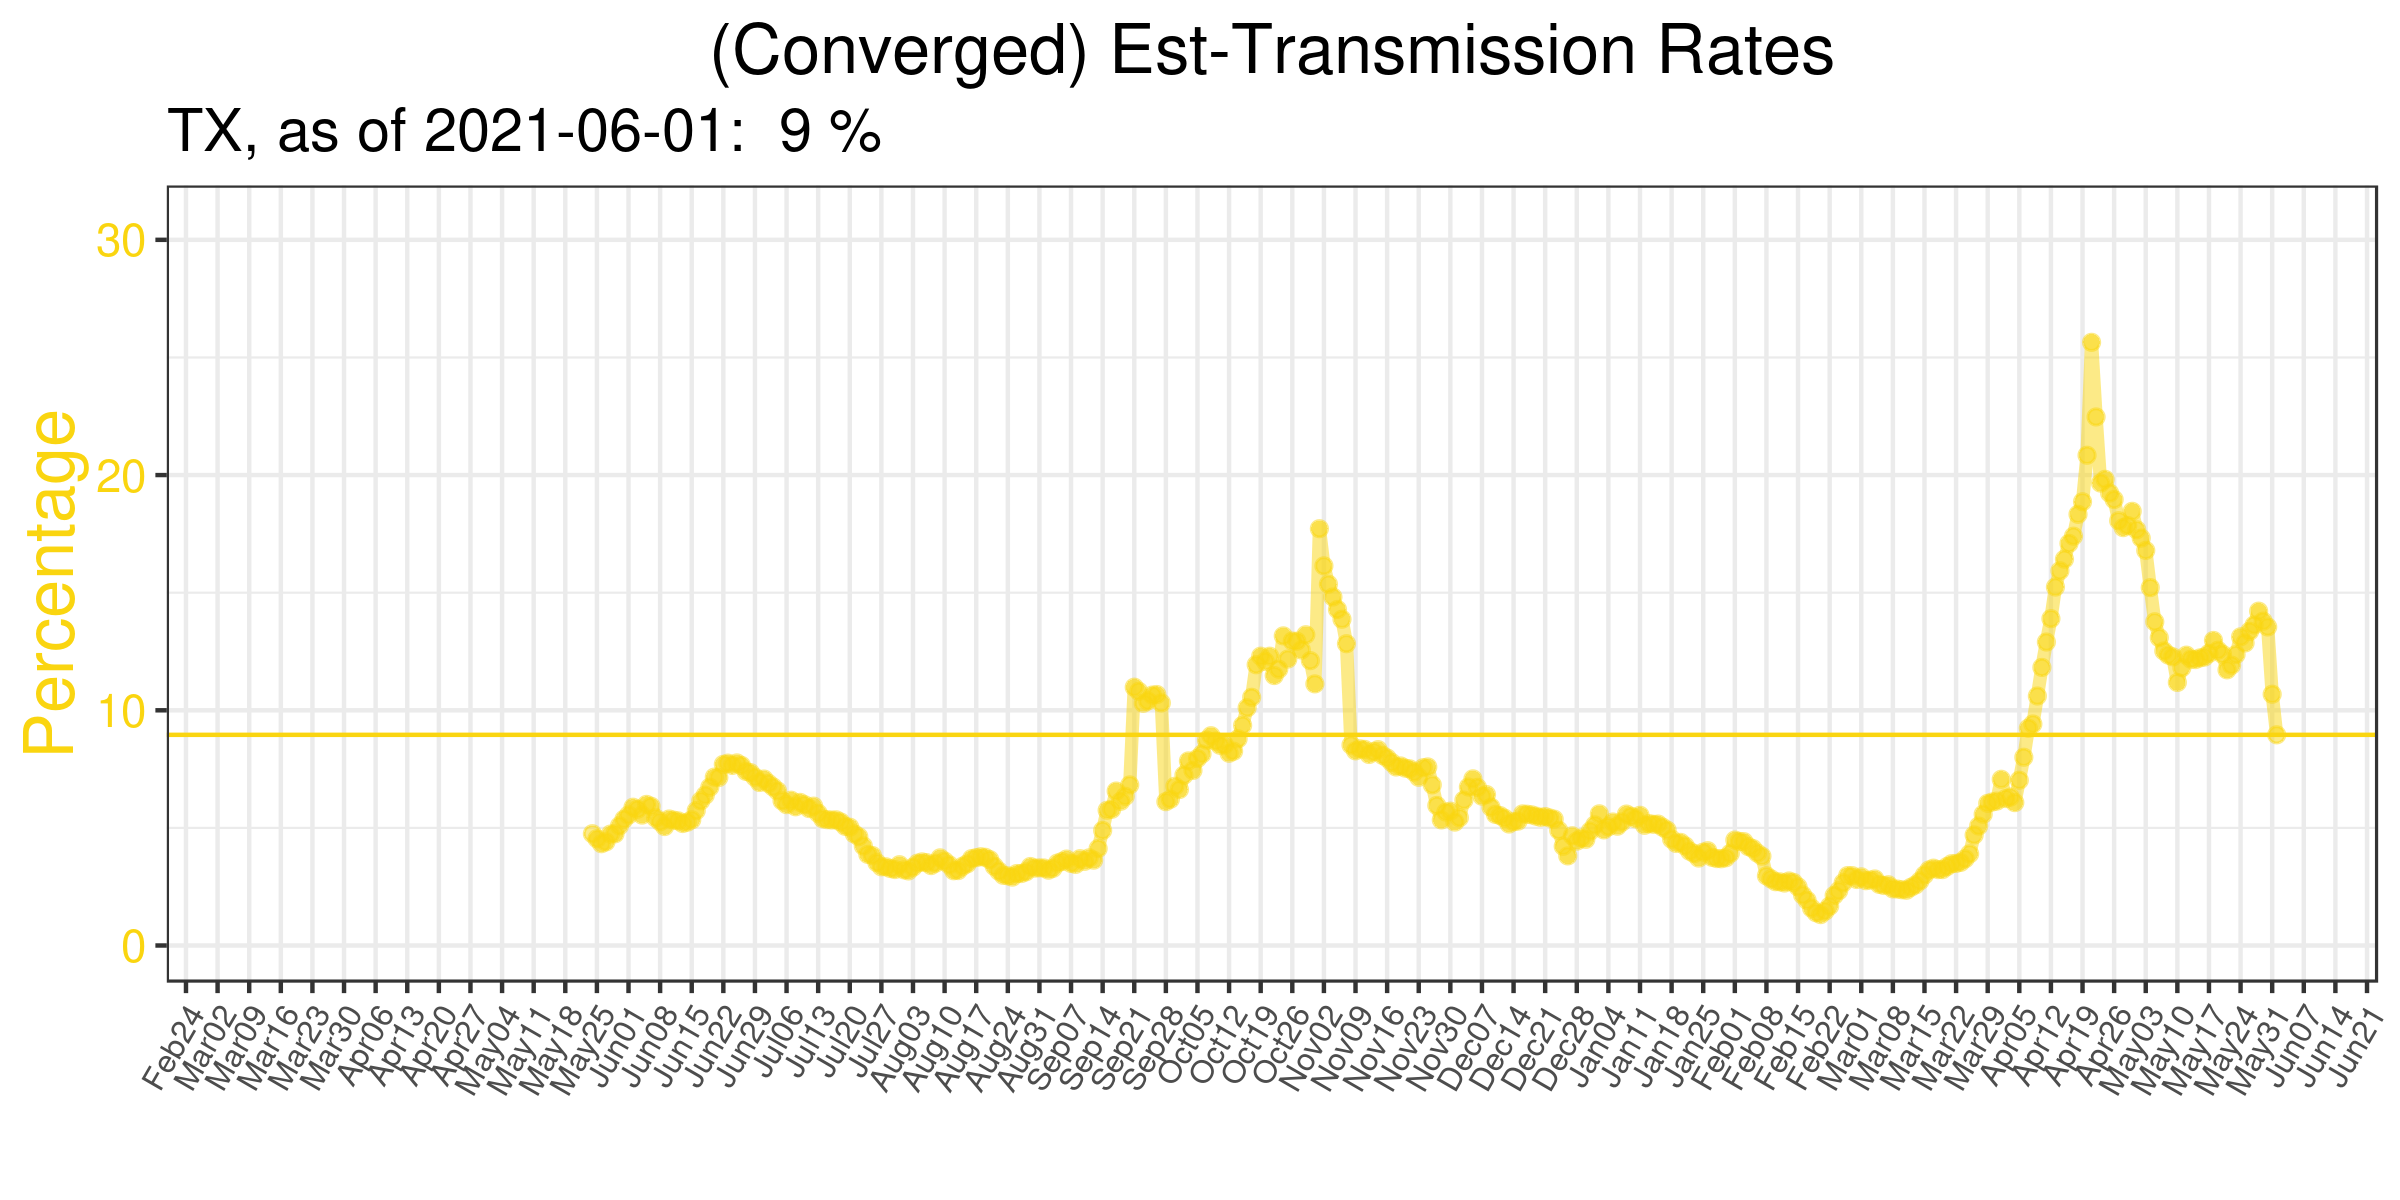 (Converged) Est-Transmission Rates
TX, as of 2021-06-01:  9 %
Percentage
30
20
10
0
Feb24
Mar02
Mar09
Mar16
Mar23
Mar30
Apr06
Apr13
Apr20
Apr27
May04
May11
May18
May25
Jun01
Jun08
Jun15
Jun22
Jun29
Jul06
Jul13
Jul20
Jul27
Aug03
Aug10
Aug17
Aug24
Aug31
Sep07
Sep14
Sep21
Sep28
Oct05
Oct12
Oct19
Oct26
Nov02
Nov09
Nov16
Nov23
Nov30
Dec07
Dec14
Dec21
Dec28
Jan04
Jan11
Jan18
Jan25
Feb01
Feb08
Feb15
Feb22
Mar01
Mar08
Mar15
Mar22
Mar29
Apr05
Apr12
Apr19
Apr26
May03
May10
May17
May24
May31
Jun07
Jun14
Jun21